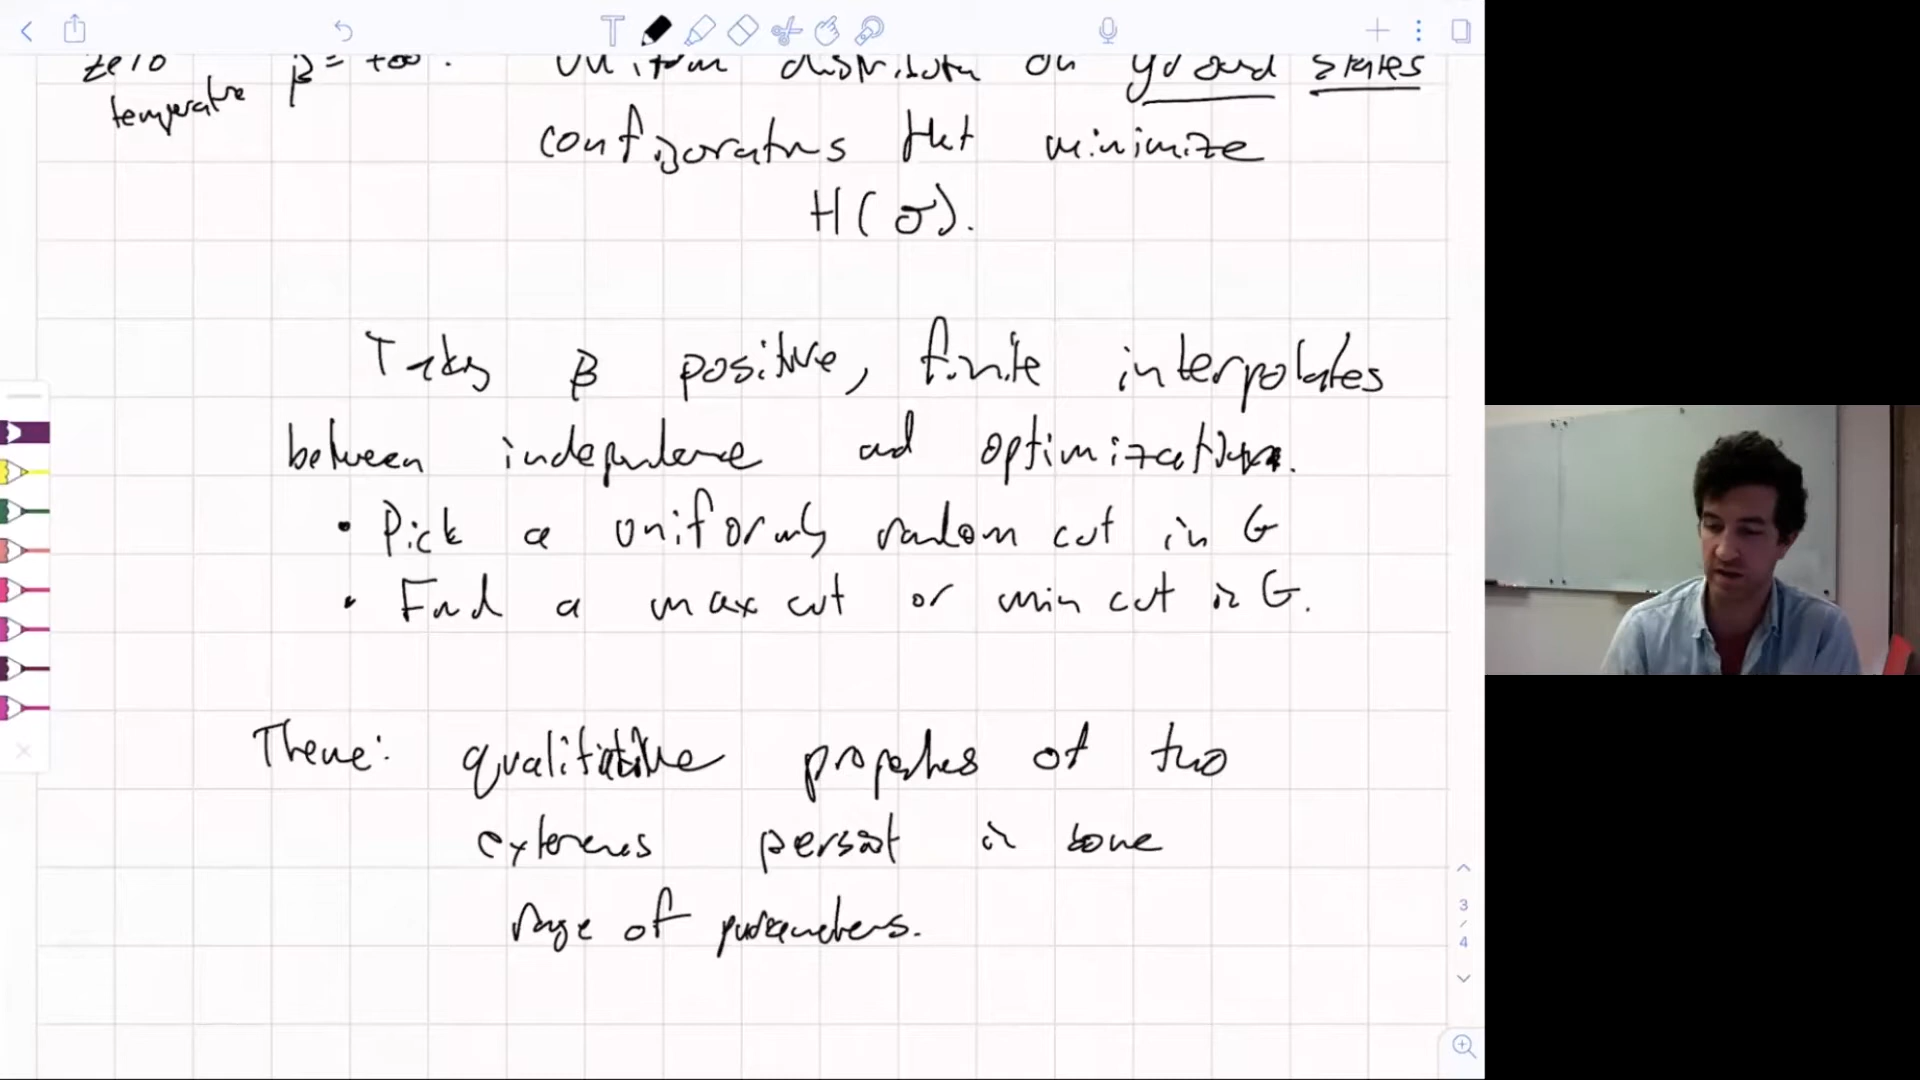 zero β = +∞. Uniform distribution on ground states
temperature
configurations that minimize
H(σ).
Taking β positive, finite interpolates
between independence and optimization.
• Pick a uniformly random cut in G
• Find a max cut or min cut in G.
Theme: qualitative properties of two
extremes persist in some
range of parameters.
3
/
4